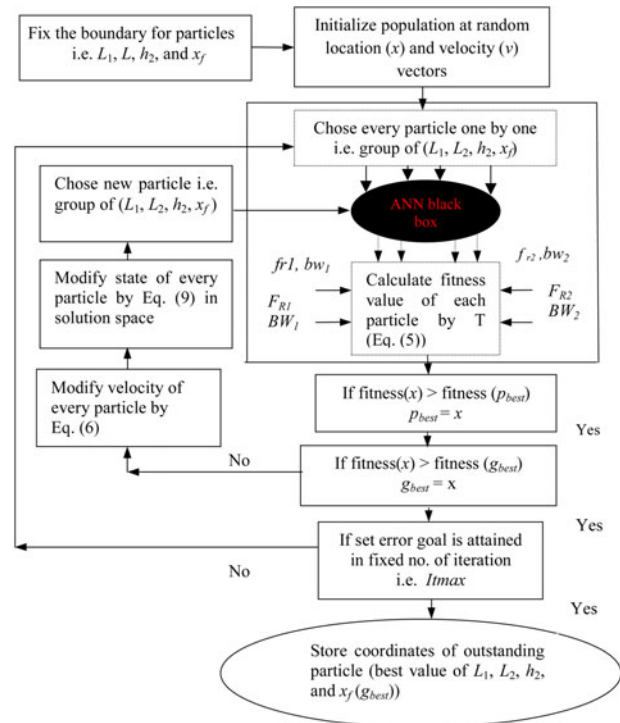 Fix the boundary for particles
i.e. L1, L, h2, and xf
Initialize population at random
location (x) and velocity (v)
vectors
Chose every particle one by one
i.e. group of (L1, L2, h2, xf)
Chose new particle i.e.
group of (L1, L2, h2, xf )
ANN black
box
fr1, bw1
f r2 ,bw2
Modify state of every
particle by Eq. (9) in
solution space
Calculate fitness
value of each
particle by T
(Eq. (5))
FR1
BW1
FR2
BW2
Modify velocity of
every particle by
Eq. (6)
If fitness(x) > fitness (pbest)
pbest = x
Yes
No
If fitness(x) > fitness (gbest)
gbest = x
Yes
If set error goal is attained
in fixed no. of iteration
i.e. Itmax
No
Yes
Store coordinates of outstanding
particle (best value of L1, L2, h2,
and xf (gbest))